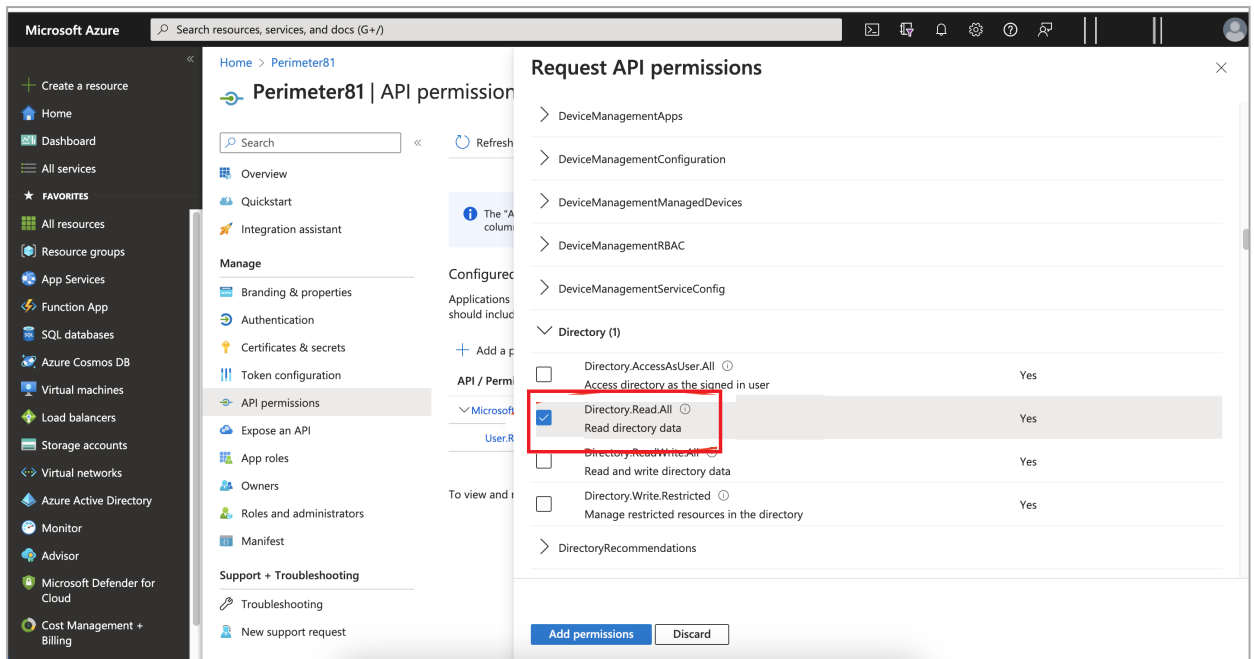 Microsoft Azure
Search resources, services, and docs (G+/)
Create a resource
Home
Dashboard
All services
FAVORITES
All resources
Resource groups
App Services
Function App
SQL databases
Azure Cosmos DB
Virtual machines
Load balancers
Storage accounts
Virtual networks
Azure Active Directory
Monitor
Advisor
Microsoft Defender for
Cloud
Cost Management +
Billing
Home > Perimeter81
Perimeter81 | API permission
Search
Overview
Quickstart
Integration assistant
Manage
Branding & properties
Authentication
Certificates & secrets
Token configuration
API permissions
Expose an API
App roles
Owners
Roles and administrators
Manifest
Support + Troubleshooting
Troubleshooting
New support request
Refresh
The "A
colum
Configured
Applications
should includ
Add a p
API / Permi
Microsoft
User.R
To view and
Request API permissions
DeviceManagementApps
DeviceManagementConfiguration
DeviceManagementManagedDevices
DeviceManagementRBAC
DeviceManagementServiceConfig
Directory (1)
Directory.AccessAsUser.All
Access directory as the signed in user
Yes
Directory.Read.All
Read directory data
Yes
Directory.ReadWrite.All
Read and write directory data
Yes
Directory.Write.Restricted
Manage restricted resources in the directory
Yes
DirectoryRecommendations
Add permissions
Discard